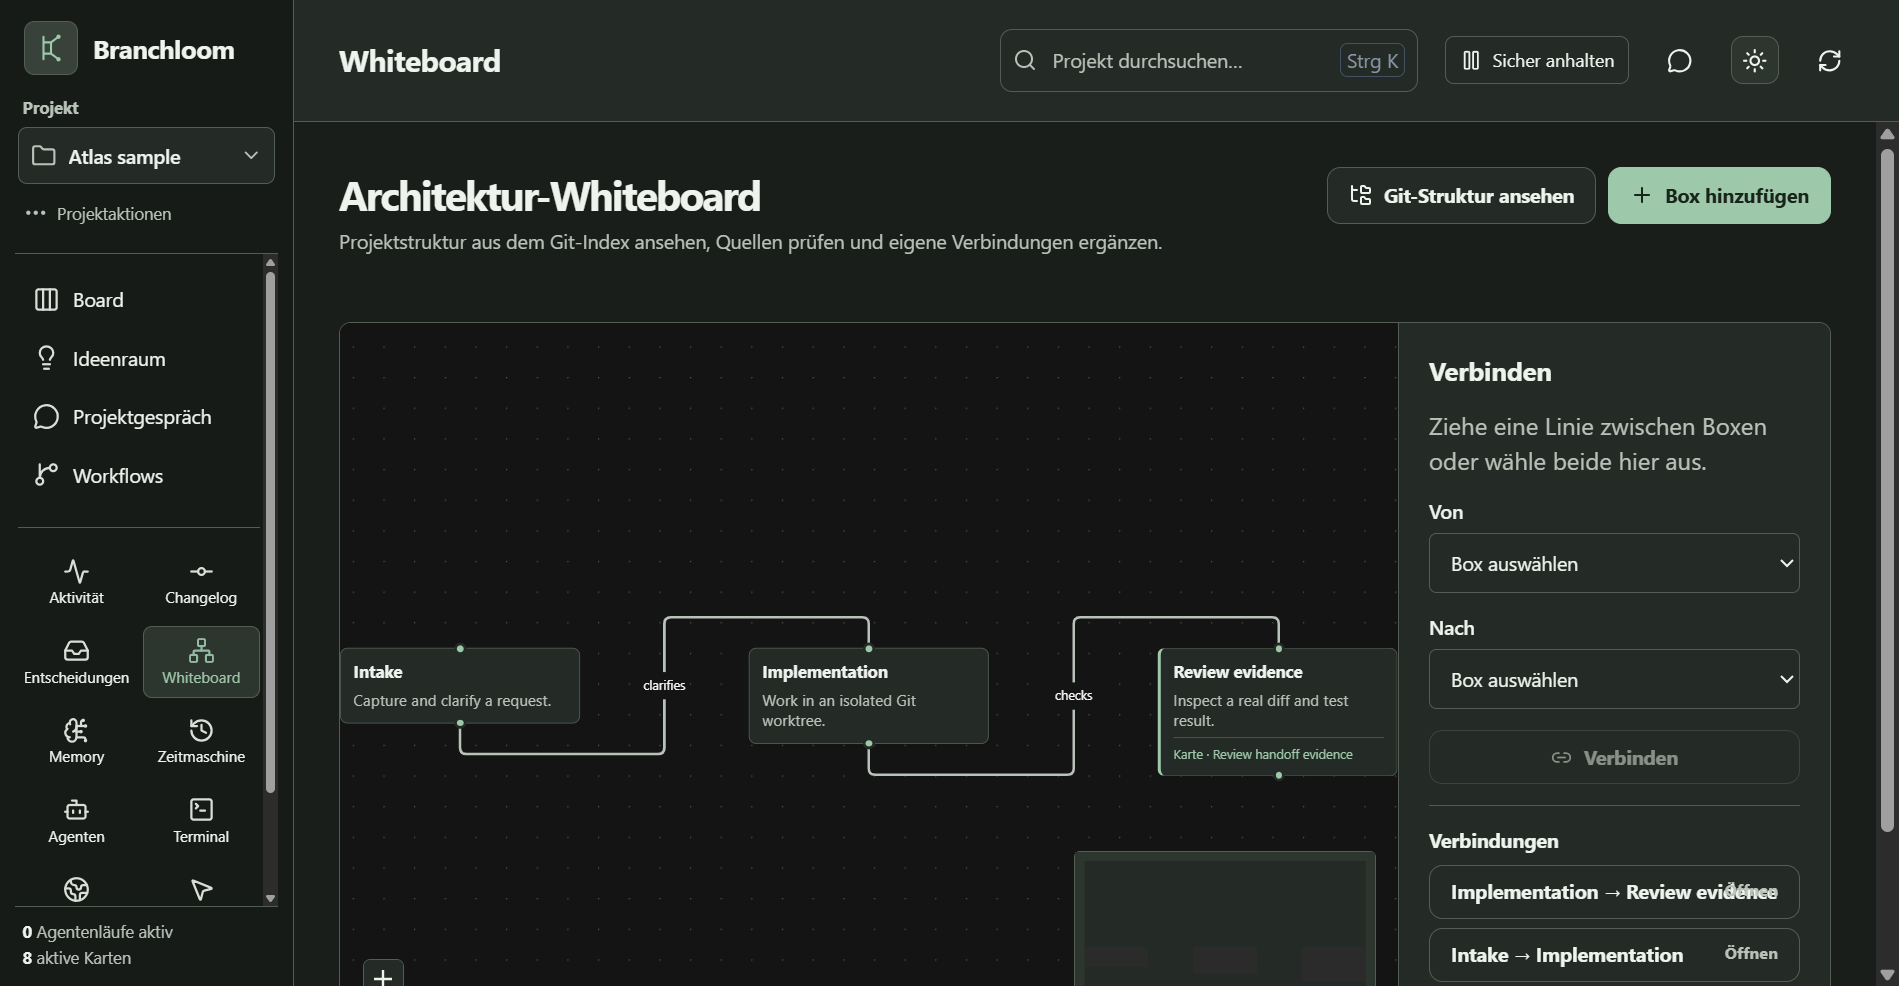 Branchloom
Projekt
Atlas sample
Projektaktionen
Board
Ideenraum
Projektgespräch
Workflows
Aktivität
Changelog
Entscheidungen
Whiteboard
Memory
Zeitmaschine
Agenten
Terminal
0 Agentenläufe aktiv
8 aktive Karten
Whiteboard
Projekt durchsuchen...
Strg K
Sicher anhalten
Architektur-Whiteboard
Projektstruktur aus dem Git-Index ansehen, Quellen prüfen und eigene Verbindungen ergänzen.
Git-Struktur ansehen
Box hinzufügen
Intake
Capture and clarify a request.
clarifies
Implementation
Work in an isolated Git
worktree.
checks
Review evidence
Inspect a real diff and test
result.
Karte · Review handoff evidence
Verbinden
Ziehe eine Linie zwischen Boxen
oder wähle beide hier aus.
Von
Box auswählen
Nach
Box auswählen
Verbinden
Verbindungen
Implementation → Review evidence
Öffnen
Intake → Implementation
Öffnen